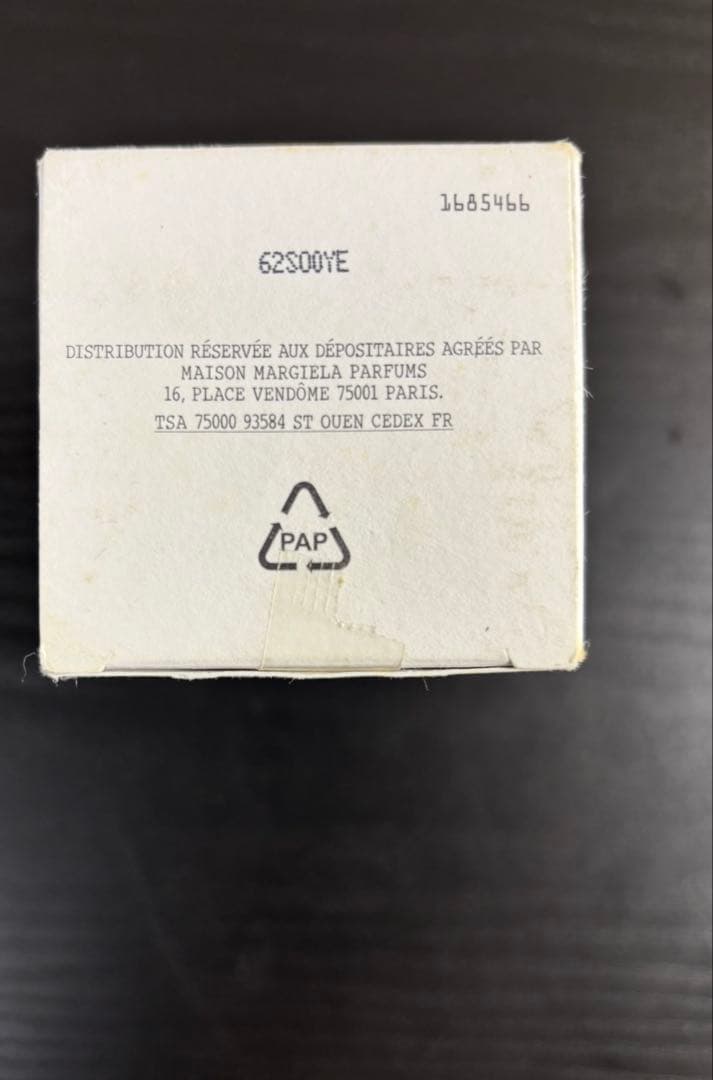 1685466
62S00YE
DISTRIBUTION RÉSERVÉE AUX DÉPOSITAIRES AGRÉÉS PAR
MAISON MARGIELA PARFUMS
16, PLACE VENDÔME 75001 PARIS.
TSA 75000 93584 ST OUEN CEDEX FR
PAP